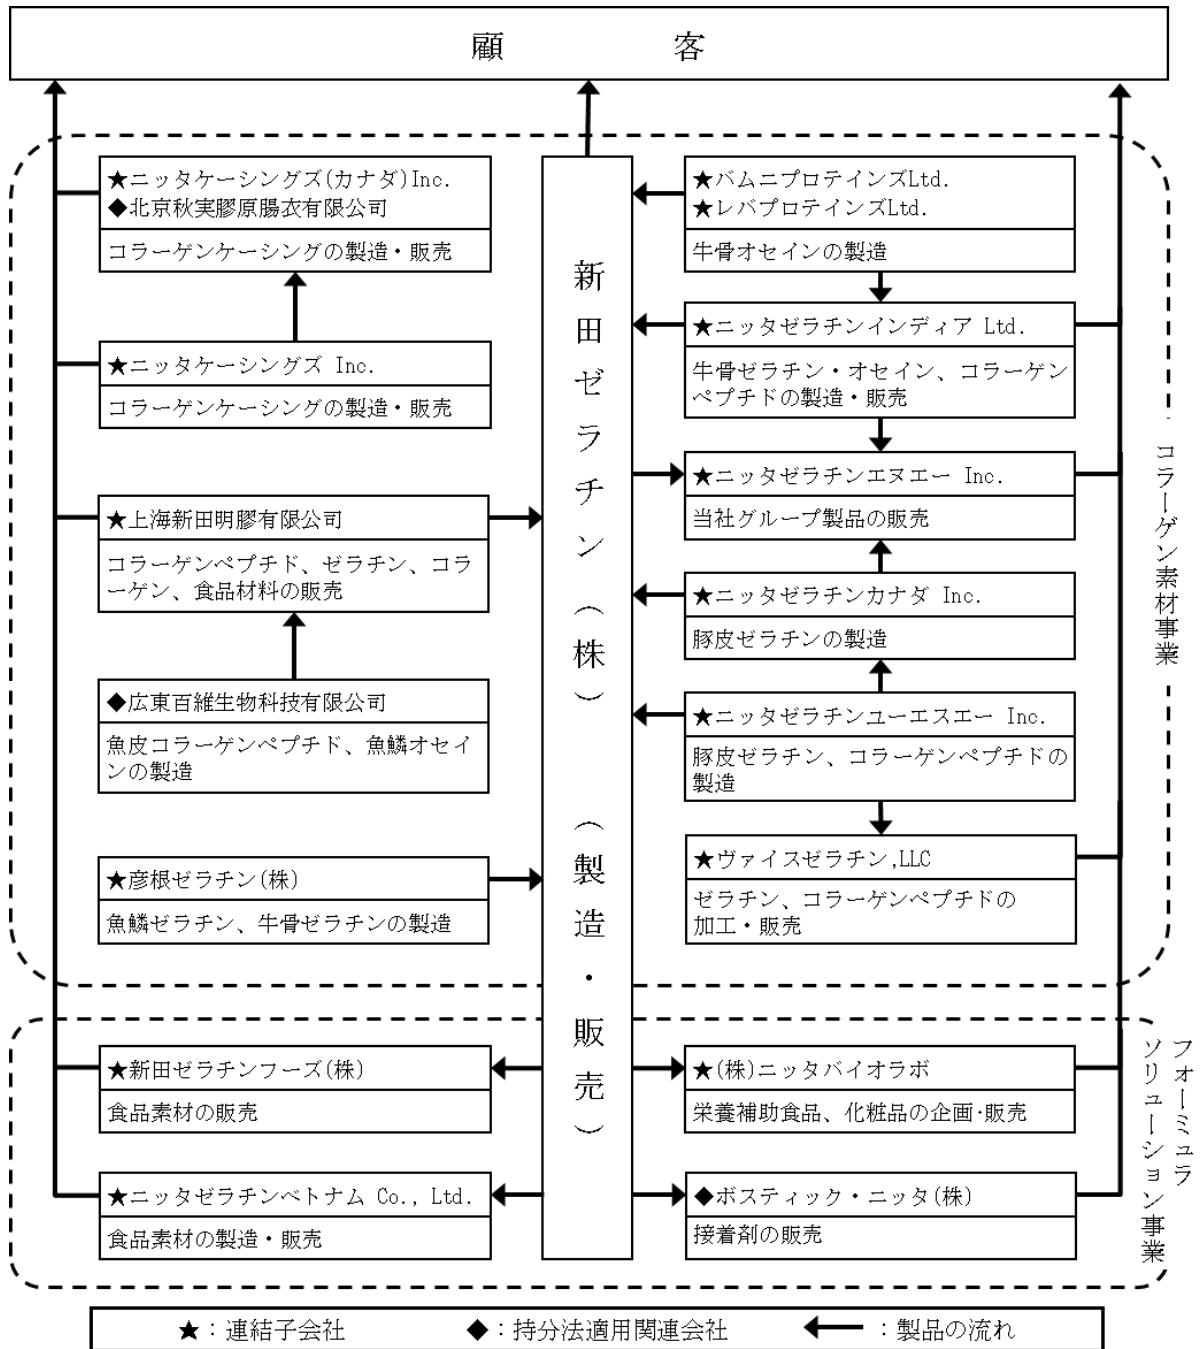 顧客
★ニッタケーシングズ(カナダ)Inc.
◆北京秋実膠原腸衣有限公司
コラーゲンケーシングの製造・販売
★ニッタケーシングズ Inc.
コラーゲンケーシングの製造・販売
★上海新田明膠有限公司
コラーゲンペプチド、ゼラチン、コラ
ーゲン、食品材料の販売
◆広東百維生物科技有限公司
魚皮コラーゲンペプチド、魚鱗オセイ
ンの製造
★彦根ゼラチン(株)
魚鱗ゼラチン、牛骨ゼラチンの製造
新田ゼラチン(株)(製造・販売)
★バムニプロテインズLtd.
★レバプロテインズLtd.
牛骨オセインの製造
★ニッタゼラチンインディア Ltd.
牛骨ゼラチン・オセイン、コラーゲン
ペプチドの製造・販売
★ニッタゼラチンエヌエー Inc.
当社グループ製品の販売
★ニッタゼラチンカナダ Inc.
豚皮ゼラチンの製造
★ニッタゼラチンユーエスエー Inc.
豚皮ゼラチン、コラーゲンペプチドの
製造
★ヴァイスゼラチン,LLC
ゼラチン、コラーゲンペプチドの
加工・販売
コラーゲン素材事業
★新田ゼラチンフーズ(株)
食品素材の販売
★ニッタゼラチンベトナム Co., Ltd.
食品素材の製造・販売
★(株)ニッタバイオラボ
栄養補助食品、化粧品の企画･販売
◆ボスティック・ニッタ(株)
接着剤の販売
フォーミュラ
ソリューション事業
★：連結子会社 ◆：持分法適用関連会社 ：製品の流れ